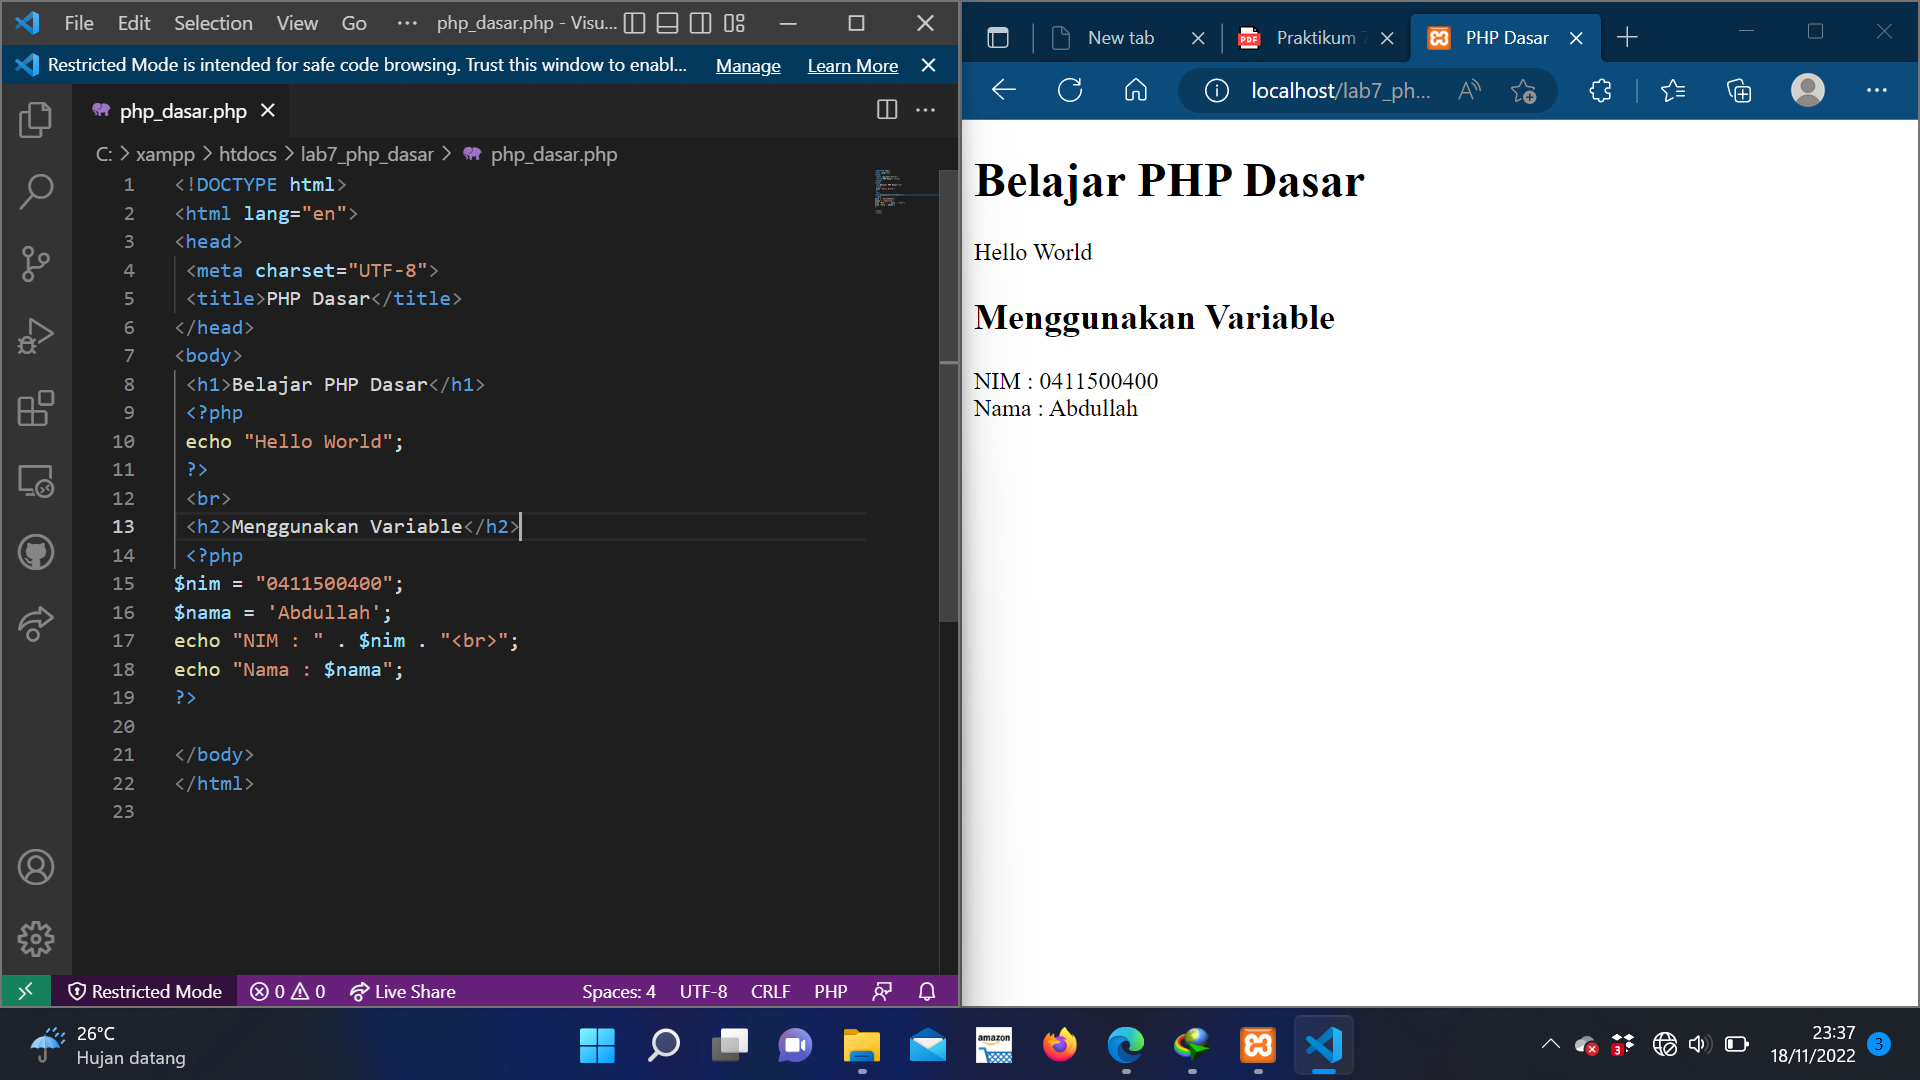 File Edit Selection View Go ··· php_dasar.php - Visu...
Restricted Mode is intended for safe code browsing. Trust this window to enabl... Manage Learn More
php_dasar.php
C: > xampp > htdocs > lab7_php_dasar > php_dasar.php
1 <!DOCTYPE html>
2 <html lang="en">
3 <head>
4 <meta charset="UTF-8">
5 <title>PHP Dasar</title>
6 </head>
7 <body>
8 <h1>Belajar PHP Dasar</h1>
9 <?php
10 echo "Hello World";
11 ?>
12 <br>
13 <h2>Menggunakan Variable</h2>
14 <?php
15 $nim = "0411500400";
16 $nama = 'Abdullah';
17 echo "NIM : " . $nim . "<br>";
18 echo "Nama : $nama";
19 ?>
20
21 </body>
22 </html>
23
Restricted Mode 0 0 Live Share Spaces: 4 UTF-8 CRLF PHP
New tab Praktikum PHP Dasar
localhost/lab7_ph...
Belajar PHP Dasar
Hello World
Menggunakan Variable
NIM : 0411500400
Nama : Abdullah
26°C
Hujan datang
amazon
3
23:37
18/11/2022
3